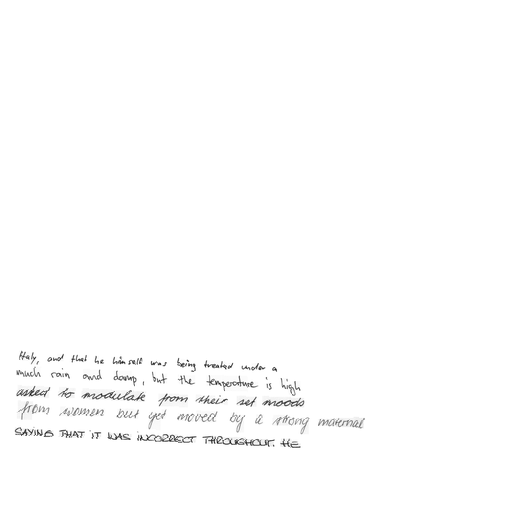 Italy, and that he himself was being treated under a
much rain and damp, but the temperature is high
asked to modulate from their set moods
from women but yet moved by a strong maternal
SAYING THAT IT WAS INCORRECT THROUGHOUT. HE